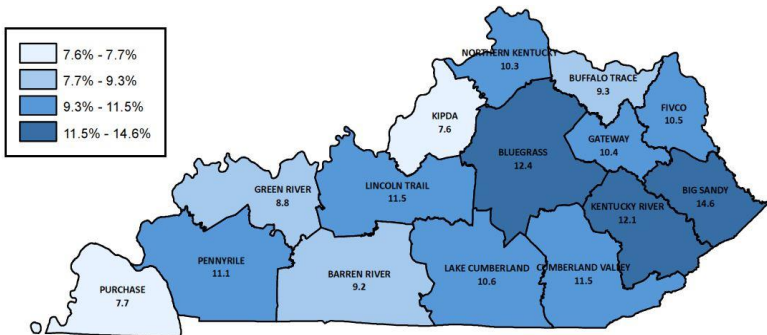 7.6% - 7.7%
7.7% - 9.3%
9.3% - 11.5%
11.5% - 14.6%
NORTHERN KENTUCKY
10.3
BUFFALO TRACE
9.3
FIVCO
10.5
KIPDA
7.6
GATEWAY
10.4
BLUEGRASS
12.4
LINCOLN TRAIL
11.5
GREEN RIVER
8.8
BIG SANDY
14.6
KENTUCKY RIVER
12.1
PENNYRILE
11.1
BARREN RIVER
9.2
LAKE CUMBERLAND
10.6
CUMBERLAND VALLEY
11.5
PURCHASE
7.7